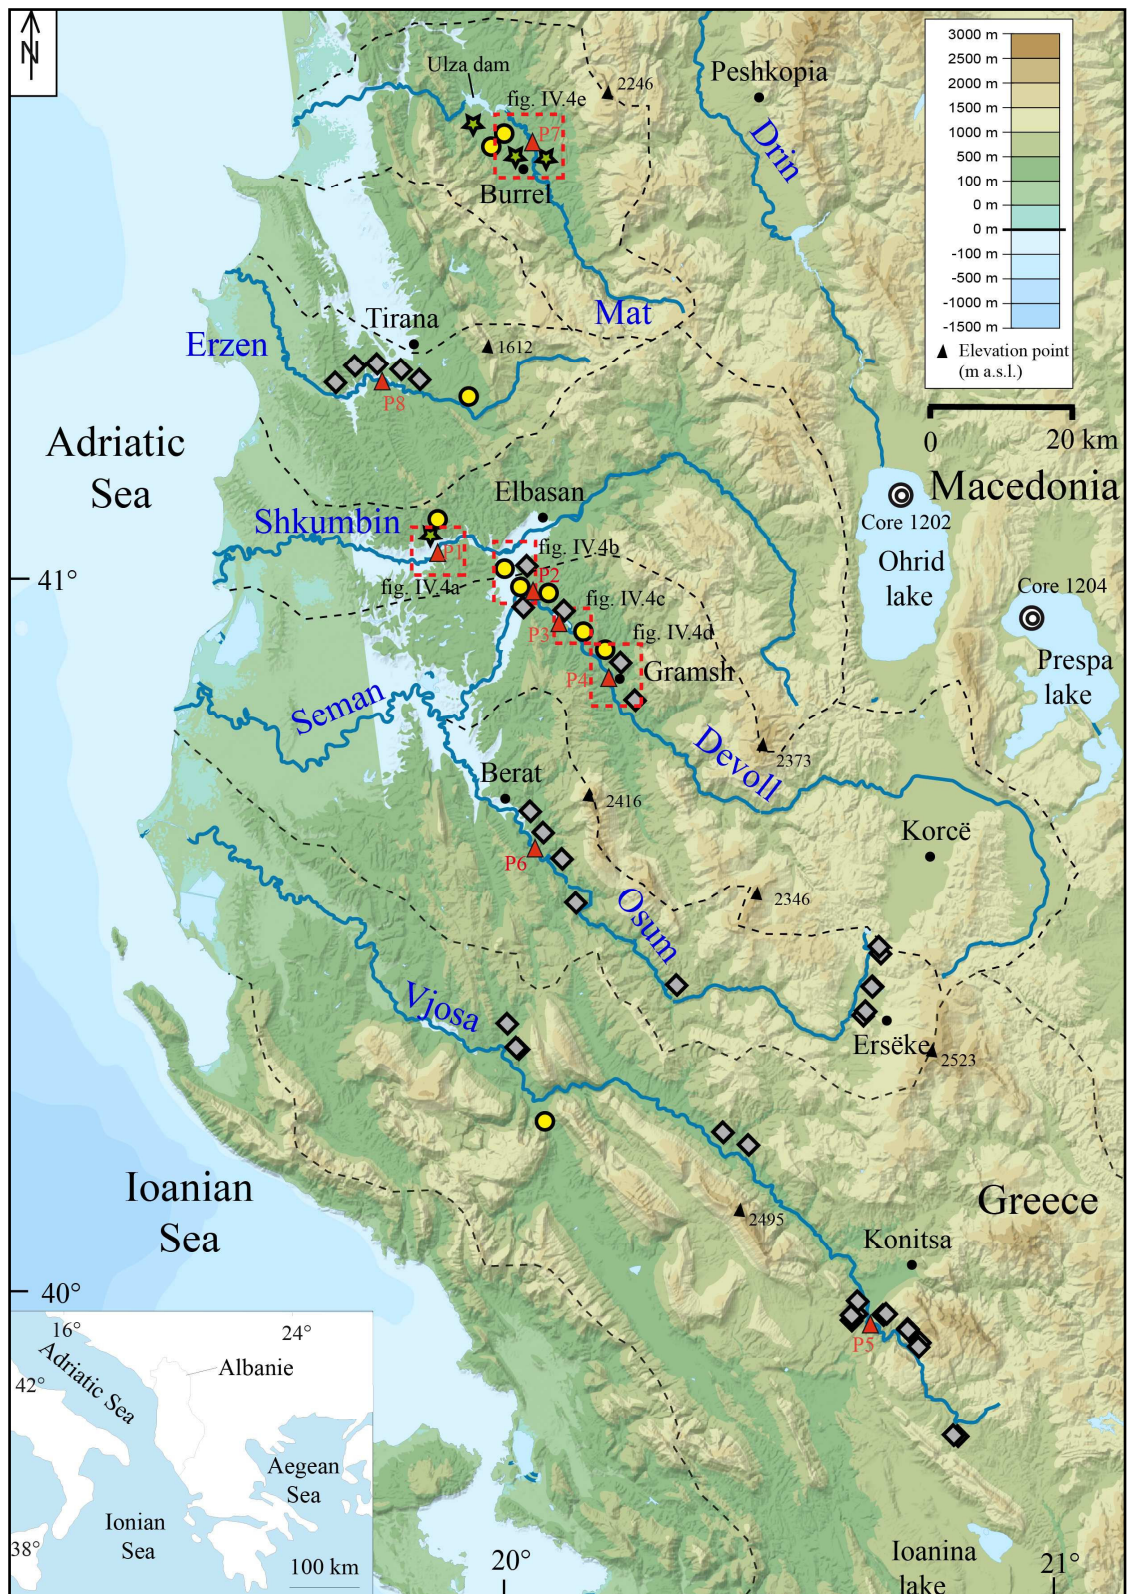 N
3000 m
2500 m
2000 m
1500 m
1000 m
500 m
100 m
0 m
0 m
-100 m
-500 m
-1000 m
-1500 m
Elevation point
(m a.s.l.)
0
20 km
Ulza dam
fig. IV.4e
2246
Peshkopia
P7
Drin
Burrel
Mat
Tirana
Erzen
1612
P8
Adriatic
Sea
Elbasan
Macedonia
Core 1202
Shkumbin
P1
fig. IV.4b
Ohrid
lake
41°
fig. IV.4a
P2
fig. IV.4c
Core 1204
P3
fig. IV.4d
Prespa
lake
P4
Gramsh
Seman
Devoll
2373
Berat
2416
Korcë
P6
2346
Osum
Vjosa
Ersëke
2523
Ioanian
Sea
Greece
2495
Konitsa
40°
P5
16°
24°
Adriatic Sea
Albanie
42°
Aegean
Sea
Ionian
Sea
38°
100 km
20°
Ioanina
lake
21°